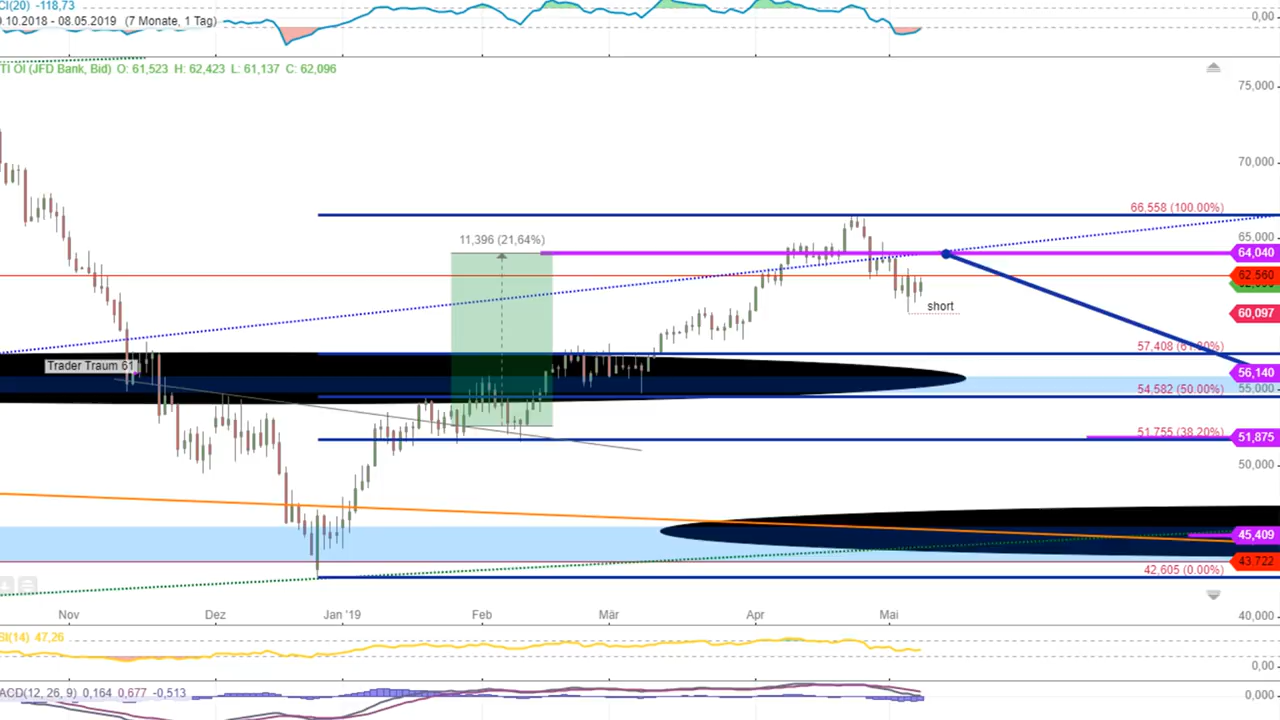 CI(20) -118,73
0,00
0.10.2018 - 08.05.2019 (7 Monate, 1 Tag)
TI OI (JFD Bank, Bid) O: 61,523 H: 62,423 L: 61,137 C: 62,096
75,000
70,000
66,558 (100.00%)
65,000
11,396 (21,64%)
64,040
62,560
short
60,097
57,408
Trader Traum 61
56,140
54,582 (50.00%)
55,000
51,755 (38.20%)
51,875
50,000
45,409
43,722
42,605 (0.00%)
Nov Dez Jan '19 Feb Mär Apr Mai
40,000
SI(14) 47,26
0,00
ACD(12, 26, 9) 0,164 0,677 -0,513
0,000